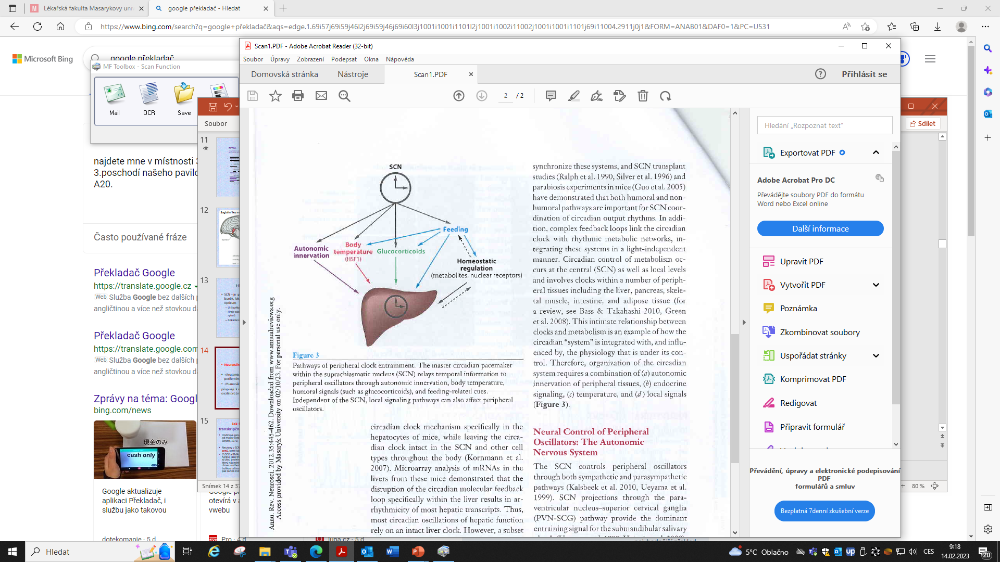 Lékařská fakulta Masarykovy univ
google překladač - Hledat
https://www.bing.com/search?q=google+překladač&aqs=edge.1.69i57j69i59j46l2j69i59j46j69i60l3j1001i1001i1101l2j1001i1002i11002j1001i1001i1101j69i11004.2911j0j1&FORM=ANAB01&DAF0=1&PC=U531
Microsoft Bing
google překladač
MF Toolbox - Scan Function
Mail
OCR
Save
Soubor
Sdílet
najdete mne v místnosti
3.poschodí našeho pavilo
A20.
Často používané fráze
Překladač Google
https://translate.google.cz
Web Služba Google bez dalších
angličtinou a více než stovkou d
Překladač Google
https://translate.google.com
Web Služba Google bez dalších
angličtinou a více než stovkou d
Zprávy na téma: Googl
bing.com/news
現金のみ
cash only
Google aktualizuje
aplikaci Překladač, i
službu jako takovou
dotekomanie · 5 d
otevírá v
vwebu
Pro · 4 d
lupa.cz · 5 d
11
12
13
14
15
Snímek 14 z 37
80 %
Scan1.PDF - Adobe Acrobat Reader (32-bit)
Soubor Úpravy Zobrazení Podepsat Okna Nápověda
Domovská stránka Nástroje Scan1.PDF Přihlásit se
2 / 2
SCN
Feeding
Autonomic
innervation
Body
temperature
(HSF1)
Glucocorticoids
Homeostatic
regulation
(metabolites, nuclear receptors)
Annu. Rev. Neurosci. 2012.35:445-462. Downloaded from www.annualreviews.org
Access provided by Masaryk University on 02/10/23. For personal use only.
Figure 3
Pathways of peripheral clock entrainment. The master circadian pacemaker
within the suprachiasmatic nucleus (SCN) relays temporal information to
peripheral oscillators through autonomic innervation, body temperature,
humoral signals (such as glucocorticoids), and feeding-related cues.
Independent of the SCN, local signaling pathways can also affect peripheral
oscillators.
circadian clock mechanism specifically in the
hepatocytes of mice, while leaving the circa-
dian clock intact in the SCN and other cell
types throughout the body (Kornmann et al.
2007). Microarray analysis of mRNAs in the
livers from these mice demonstrated that the
disruption of the circadian molecular feedback
loop specifically within the liver results in ar-
rhythmicity of most hepatic transcripts. Thus,
most circadian oscillations of hepatic function
rely on an intact liver clock. However, a subset
synchronize these systems, and SCN transplant
studies (Ralph et al. 1990, Silver et al. 1996) and
parabiosis experiments in mice (Guo et al. 2005)
have demonstrated that both humoral and non-
humoral pathways are important for SCN coor-
dination of circadian output rhythms. In addi-
tion, complex feedback loops link the circadian
clock with rhythmic metabolic networks, in-
tegrating these systems in a light-independent
manner. Circadian control of metabolism oc-
curs at the central (SCN) as well as local levels
and involves clocks within a number of periph-
eral tissues including the liver, pancreas, skele-
tal muscle, intestine, and adipose tissue (for
a review, see Bass & Takahashi 2010, Green
et al. 2008). This intimate relationship between
clocks and metabolism is an example of how the
circadian “system” is integrated with, and influ-
enced by, the physiology that is under its con-
trol. Therefore, organization of the circadian
system requires a combination of (a) autonomic
innervation of peripheral tissues, (b) endocrine
signaling, (c) temperature, and (d) local signals
(Figure 3).
Neural Control of Peripheral
Oscillators: The Autonomic
Nervous System
The SCN controls peripheral oscillators
through both sympathetic and parasympathetic
pathways (Kalsbeek et al. 2010, Ueyama et al.
1999). SCN projections through the para-
ventricular nucleus–superior cervical ganglia
(PVN-SCG) pathway provide the dominant
entraining signal for the submandibular salivary
Hledání „Rozpoznat text“
Exportovat PDF
Adobe Acrobat Pro DC
Převádějte soubory PDF do formátu
Word nebo Excel online
Další informace
Upravit PDF
Vytvořit PDF
Poznámka
Zkombinovat soubory
Uspořádat stránky
Komprimovat PDF
Redigovat
Připravit formulář
Převádění, úpravy a elektronické podepisování
PDF
formulářů a smluv
Bezplatná 7denní zkušební verze
Hledat
5°C Oblačno
CES
9:18
14.02.2023
20